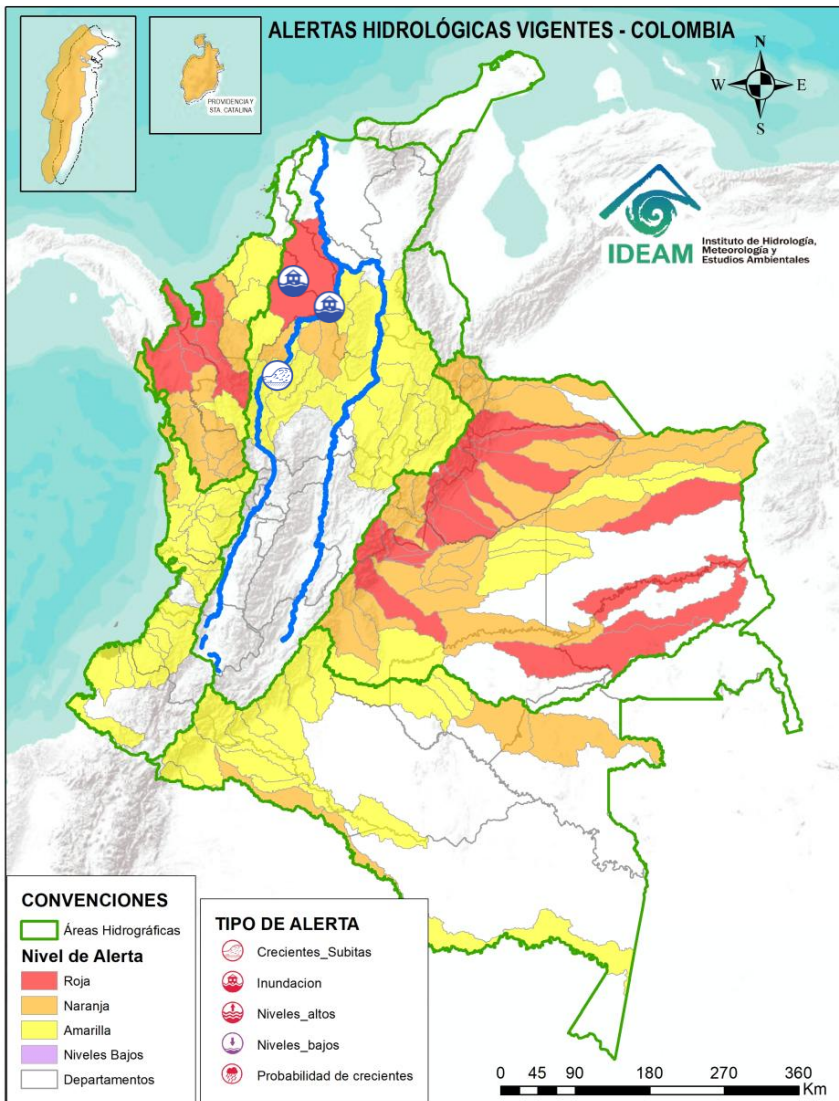 ALERTAS HIDROLÓGICAS VIGENTES - COLOMBIA
PROVIDENCIA Y
STA. CATALINA
N
W
E
S
IDEAM
Instituto de Hidrología,
Meteorología y
Estudios Ambientales
CONVENCIONES
Áreas Hidrográficas
Nivel de Alerta
Roja
Naranja
Amarilla
Niveles Bajos
Departamentos
TIPO DE ALERTA
Crecientes_Subitas
Inundacion
Niveles_altos
Niveles_bajos
Probabilidad de crecientes
0 45 90 180 270 360
Km